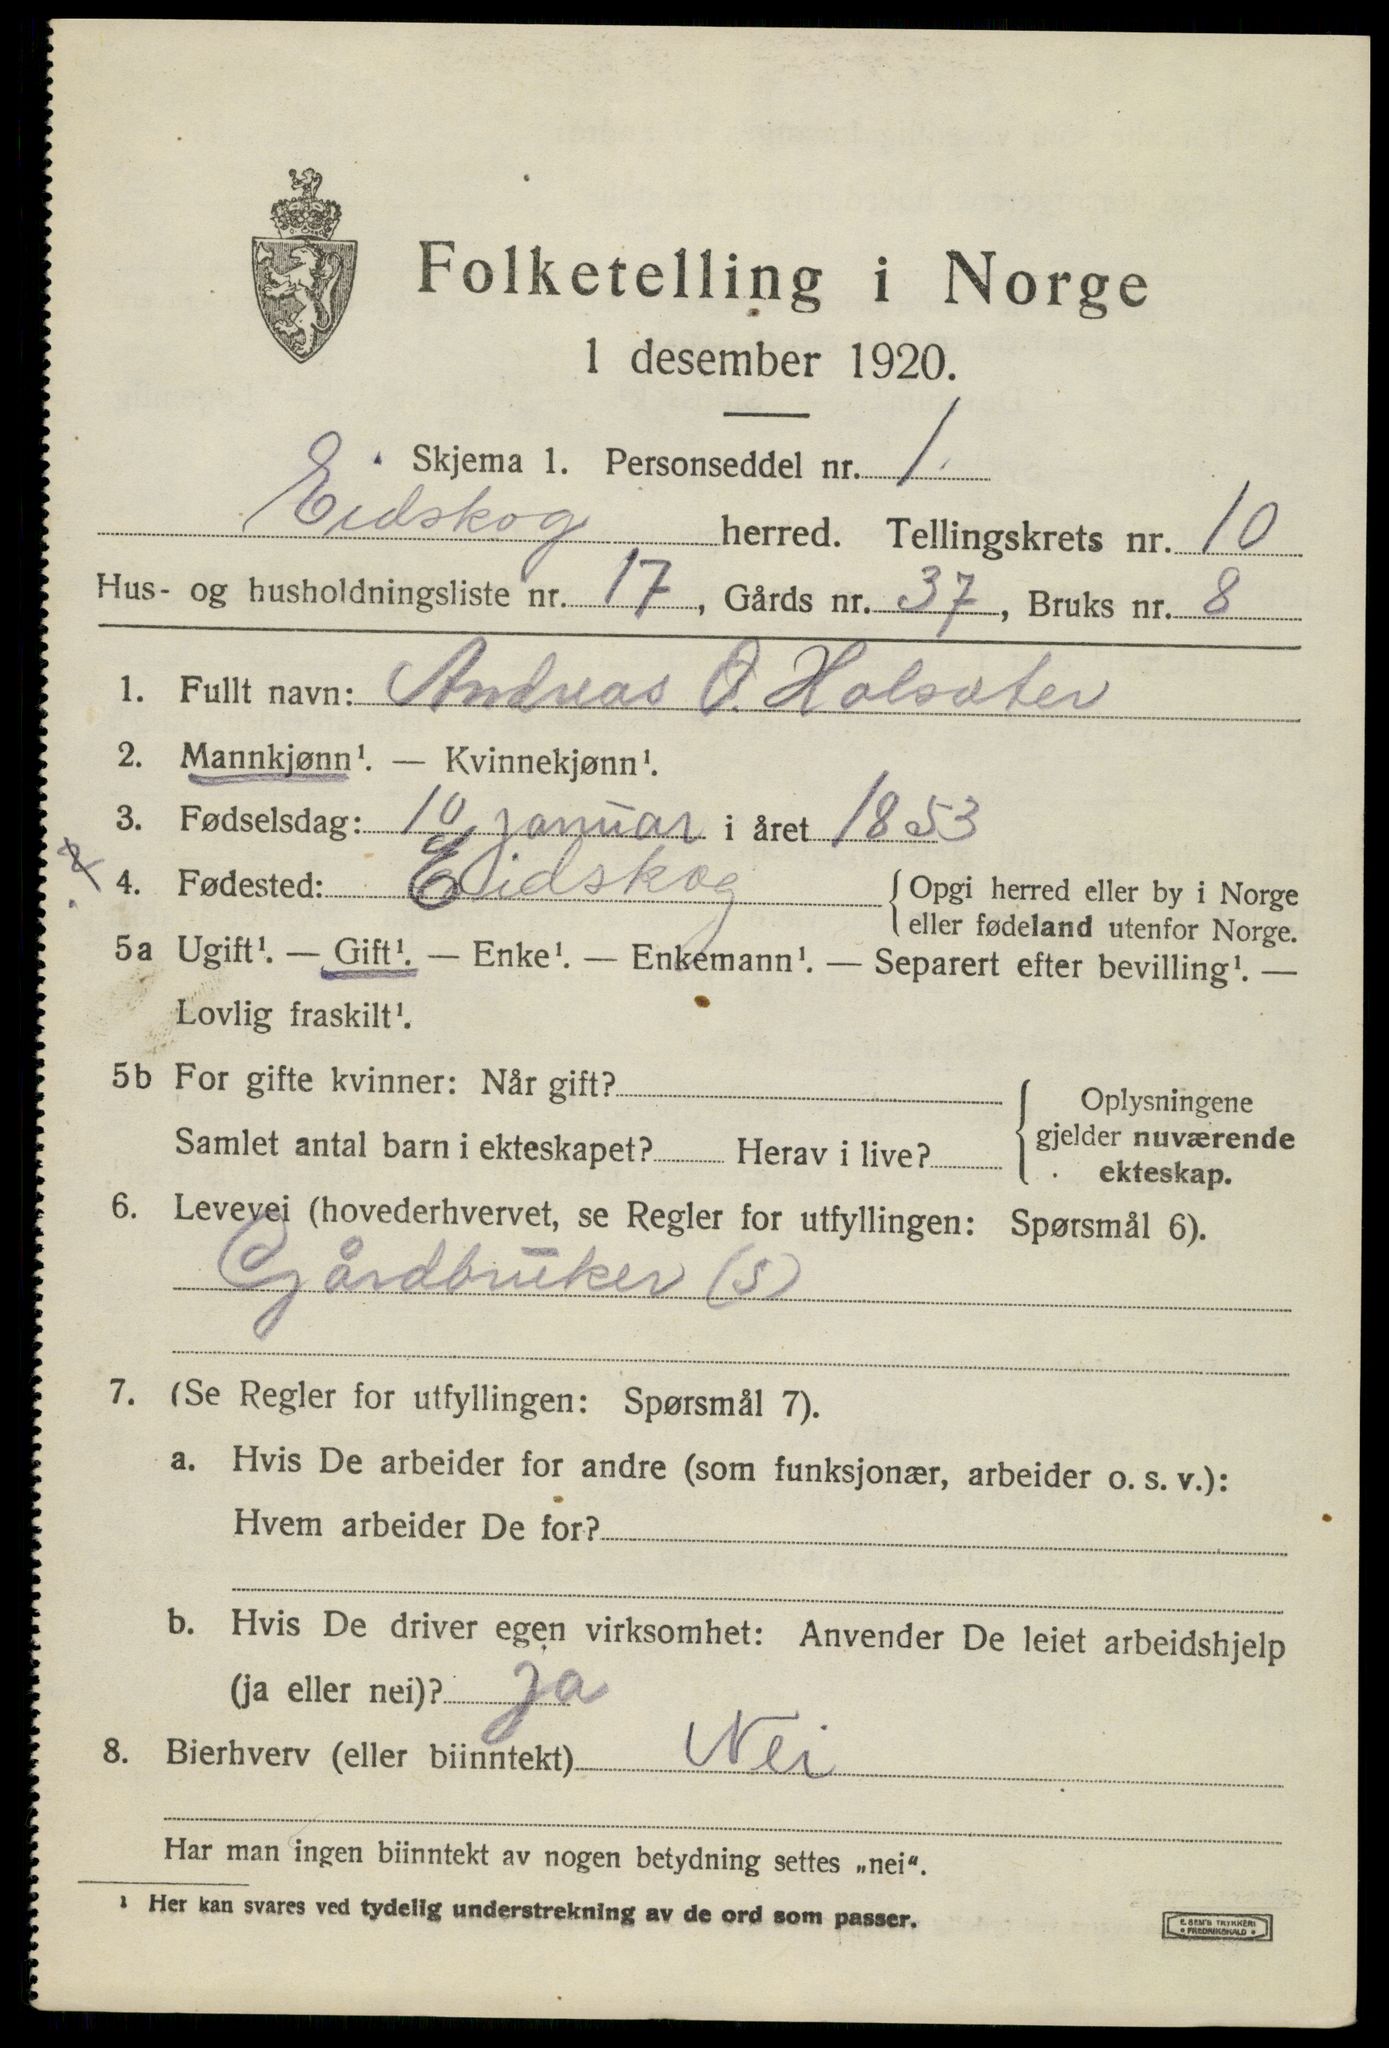 Folketelling i Norge
1 desember 1920.
Skjema 1. Personseddel nr. 1.
Eidskog herred. Tellingskrets nr. 10
Hus- og husholdningsliste nr. 17, Gårds nr. 37, Bruks nr. 8
1. Fullt navn: Andreas O. Holsæter
2. Mannkjønn¹. — Kvinnekjønn¹.
3. Fødselsdag: 10 januar i året 1853
4. Fødested: Eidskog { Opgi herred eller by i Norge
eller fødeland utenfor Norge.
5a Ugift¹. — Gift¹. — Enke¹. — Enkemann¹. — Separert efter bevilling¹. —
Lovlig fraskilt¹.
5b For gifte kvinner: Når gift?
Samlet antal barn i ekteskapet? Herav i live?
Oplysningene
gjelder nuværende
ekteskap.
6. Levevei (hovederhvervet, se Regler for utfyllingen: Spørsmål 6).
Gjårdbruker (S)
7. (Se Regler for utfyllingen: Spørsmål 7).
a. Hvis De arbeider for andre (som funksjonær, arbeider o. s. v.):
Hvem arbeider De for?
b. Hvis De driver egen virksomhet: Anvender De leiet arbeidshjelp
(ja eller nei)? ja
8. Bierhverv (eller biinntekt) Nei
Har man ingen biinntekt av nogen betydning settes „nei“.
¹ Her kan svares ved tydelig understrekning av de ord som passer.
E. SEM'S TRYKKERI
* FREDRIKSHALD *